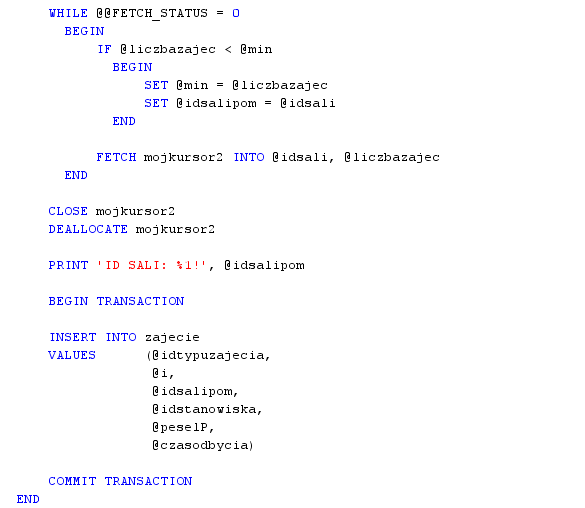 WHILE @@FETCH_STATUS = 0
BEGIN
IF @liczbazajec < @min
BEGIN
SET @min = @liczbazajec
SET @idsalipom = @idsali
END
FETCH mojkursor2 INTO @idsali, @liczbazajec
END
CLOSE mojkursor2
DEALLOCATE mojkursor2
PRINT 'ID SALI: %1!', @idsalipom
BEGIN TRANSACTION
INSERT INTO zajecie
VALUES (@idtypuzajecia,
@i,
@idsalipom,
@idstanowiska,
@peselP,
@czasodbycia)
COMMIT TRANSACTION
END